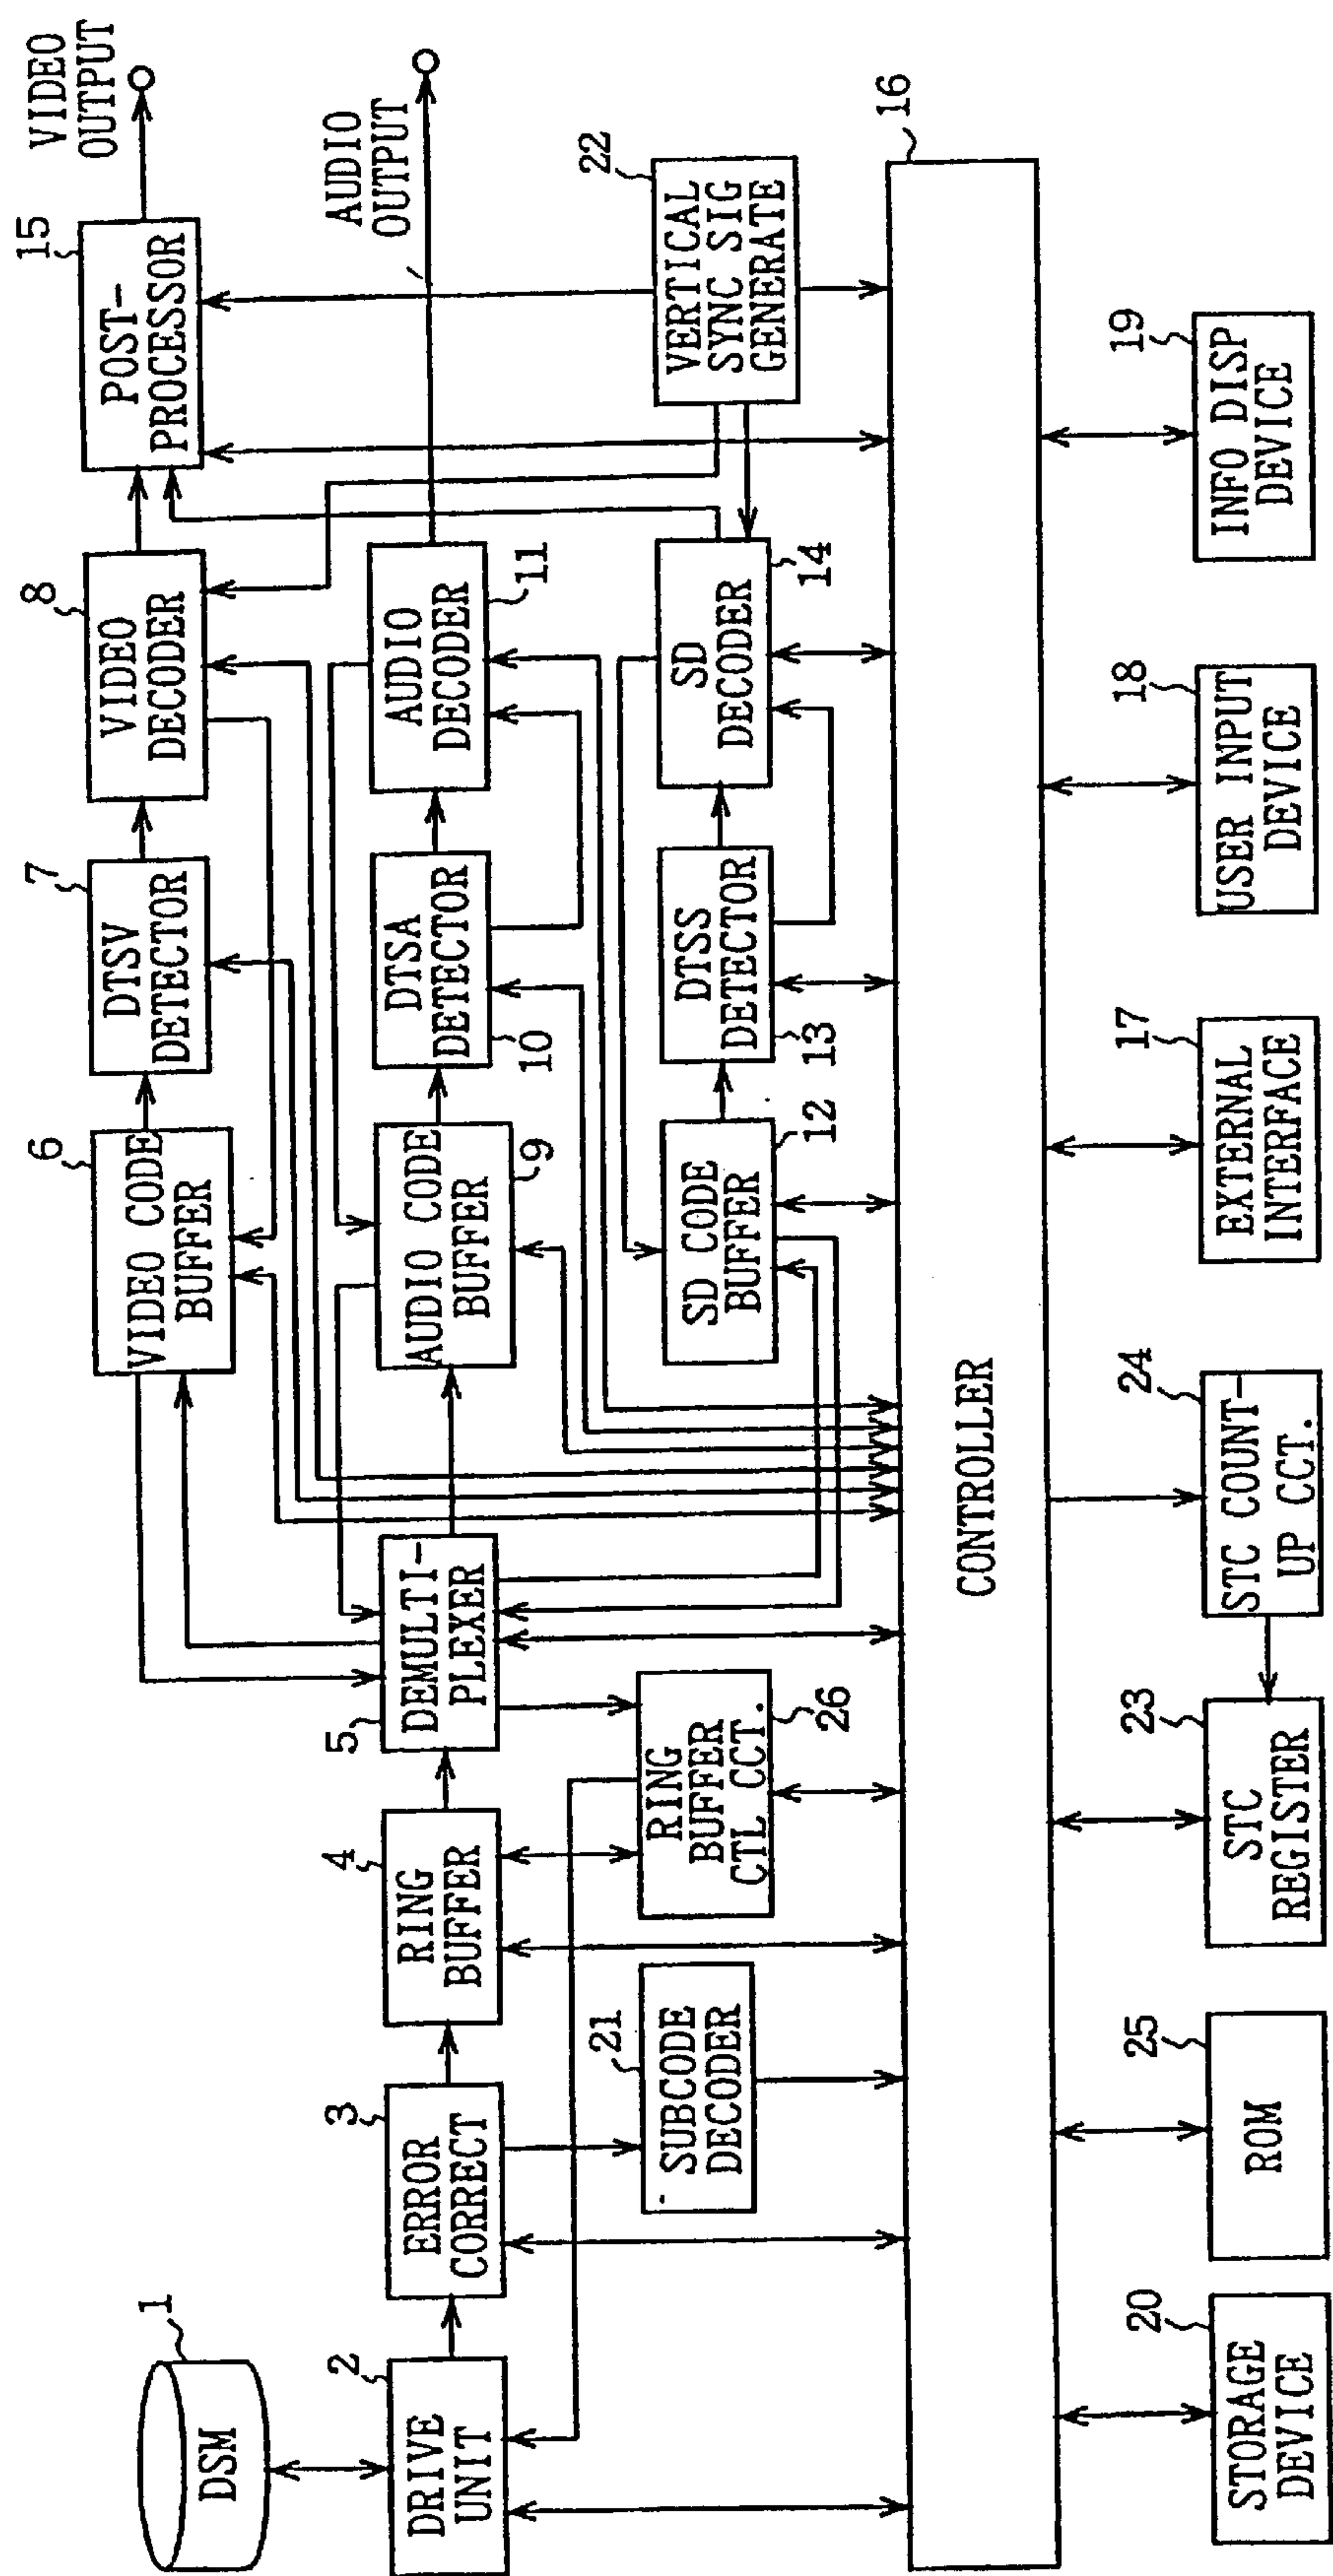 VIDEO
OUTPUT
AUDIO
OUTPUT
1
DSM
2
DRIVE
UNIT
3
ERROR
CORRECT
4
RING
BUFFER
5
DEMULTI-
PLEXER
6
VIDEO CODE
BUFFER
7
DTSV
DETECTOR
8
VIDEO
DECODER
15
POST-
PROCESSOR
9
AUDIO CODE
BUFFER
10
DTSA
DETECTOR
11
AUDIO
DECODER
12
SD CODE
BUFFER
13
DTSS
DETECTOR
14
SD
DECODER
22
VERTICAL
SYNC SIG
GENERATE
21
SUBCODE
DECODER
26
RING
BUFFER
CTL CCT.
16
CONTROLLER
20
STORAGE
DEVICE
25
ROM
23
STC
REGISTER
24
STC COUNT-
UP CCT.
17
EXTERNAL
INTERFACE
18
USER INPUT
DEVICE
19
INFO DISP
DEVICE